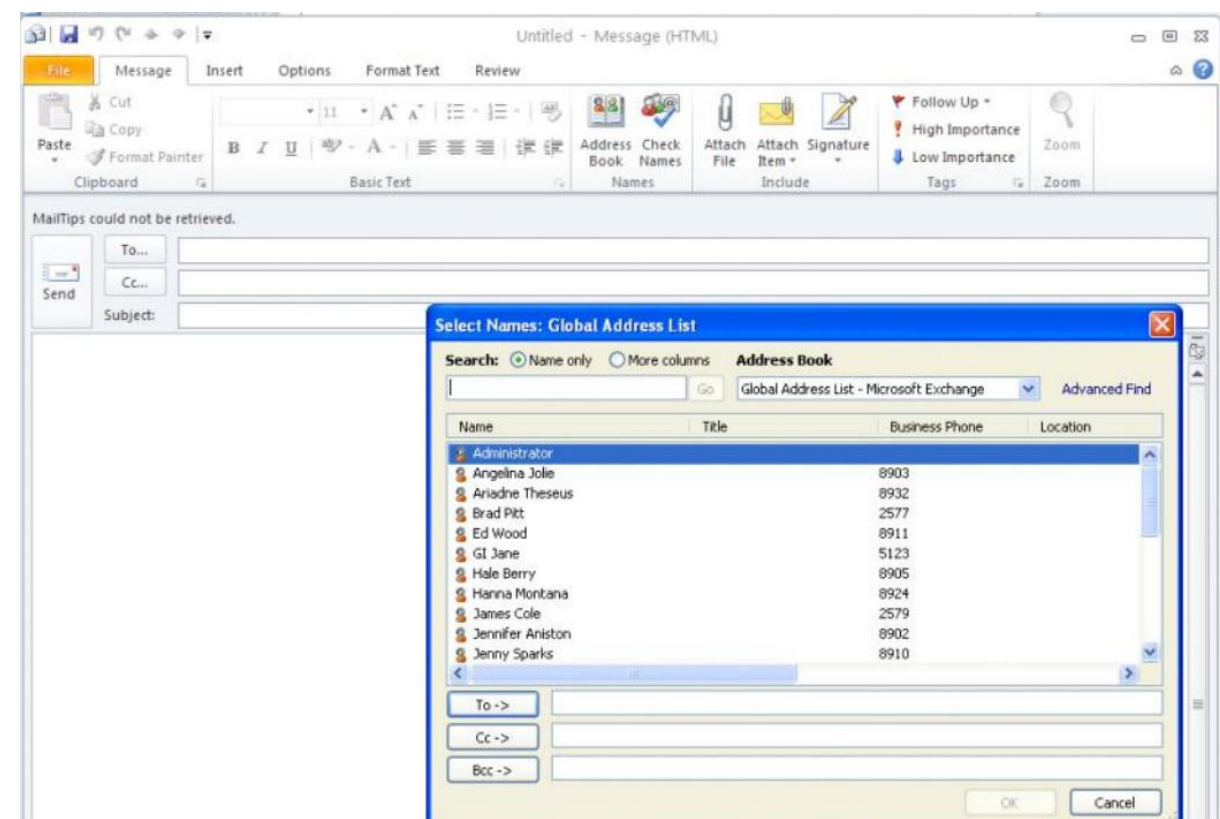 Untitled - Message (HTML)
File Message Insert Options Format Text Review
Cut
Copy
Format Painter
Paste
Clipboard
11
A A
B I U
A
Basic Text
Address Book
Check Names
Names
Attach File
Attach Item
Signature
Include
Follow Up
High Importance
Low Importance
Tags
Zoom
Zoom
MailTips could not be retrieved.
Send
To...
Cc...
Subject:
Select Names: Global Address List
Search: Name only More columns Address Book
Go Global Address List - Microsoft Exchange Advanced Find
Name Title Business Phone Location
Administrator
Angelina Jolie 8903
Ariadne Theseus 8932
Brad Pitt 2577
Ed Wood 8911
GI Jane 5123
Hale Berry 8905
Hanna Montana 8924
James Cole 2579
Jennifer Aniston 8902
Jenny Sparks 8910
To ->
Cc ->
Bcc ->
OK Cancel